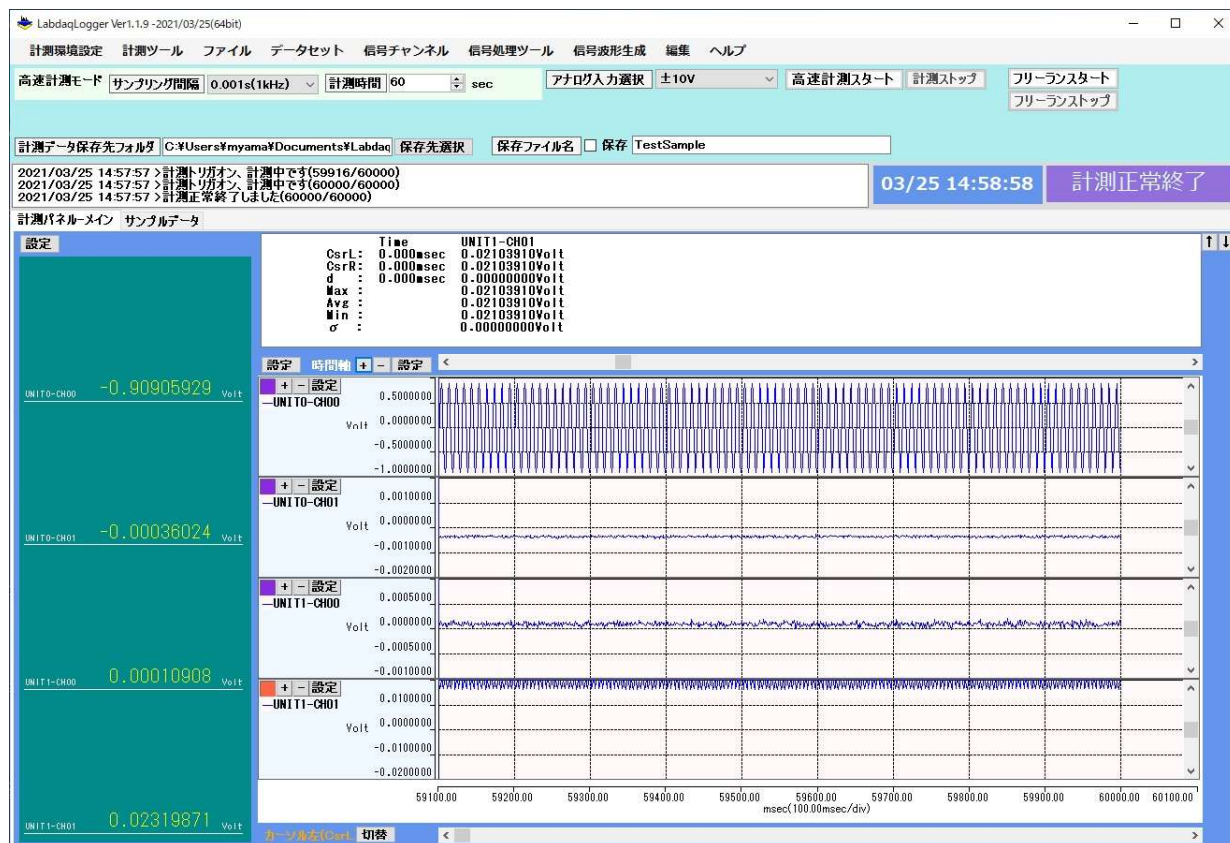 LabdaqLogger Ver1.1.9 -2021/03/25(64bit)
計測環境設定 計測ツール ファイル データセット 信号チャンネル 信号処理ツール 信号波形生成 編集 ヘルプ
高速計測モード サンプリング間隔 0.001s(1kHz) 計測時間 60 sec アナログ入力選択 ±10V 高速計測スタート 計測ストップ フリーランスタート
フリーランストップ
計測データ保存先フォルダ C:¥Users¥myama¥Documents¥Labdaq 保存先選択 保存ファイル名 保存 TestSample
2021/03/25 14:57:57 >計測トリガオン、計測中です(59916/60000)
2021/03/25 14:57:57 >計測トリガオン、計測中です(60000/60000)
2021/03/25 14:57:57 >計測正常終了しました(60000/60000)
03/25 14:58:58 計測正常終了
計測パネルーメイン サンプルデータ
設定
Time UNIT1-CH01
CsrL: 0.000msec 0.02103910Volt
CsrR: 0.000msec 0.02103910Volt
d : 0.000msec 0.00000000Volt
Max : 0.02103910Volt
Avg : 0.02103910Volt
Min : 0.02103910Volt
σ : 0.00000000Volt
↑ ↓
設定 時間軸 + - 設定
UNIT0-CH00 -0.90905929 Volt
+ - 設定
UNIT0-CH00
Volt
0.5000000
0.0000000
-0.5000000
-1.0000000
UNIT0-CH01 -0.00036024 Volt
+ - 設定
UNIT0-CH01
Volt
0.0010000
0.0000000
-0.0010000
-0.0020000
UNIT1-CH00 0.00010908 Volt
+ - 設定
UNIT1-CH00
Volt
0.0005000
0.0000000
-0.0005000
-0.0010000
UNIT1-CH01 0.02319871 Volt
+ - 設定
UNIT1-CH01
Volt
0.0100000
0.0000000
-0.0100000
-0.0200000
59100.00 59200.00 59300.00 59400.00 59500.00 59600.00 59700.00 59800.00 59900.00 60000.00 60100.00
msec(100.00msec/div)
カーソル左(CsrL 切替